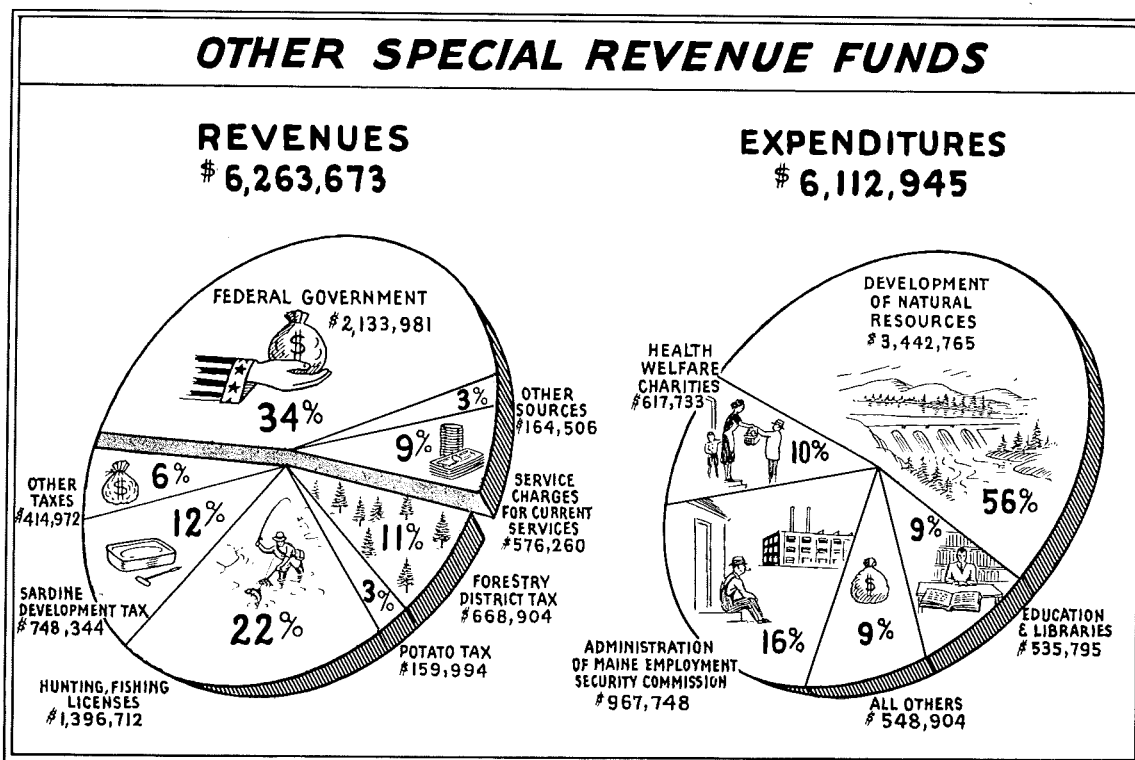 OTHER SPECIAL REVENUE FUNDS
REVENUES
$ 6,263,673
FEDERAL GOVERNMENT
$2,133,981
34%
3%
OTHER
SOURCES
$164,506
9%
SERVICE
CHARGES
FOR CURRENT
SERVICES
$576,260
6%
OTHER
TAXES
$414,972
12%
SARDINE
DEVELOPMENT TAX
$748,344
22%
HUNTING, FISHING
LICENSES
$1,396,712
3%
POTATO TAX
$159,994
11%
FORESTRY
DISTRICT TAX
$668,904
EXPENDITURES
$ 6,112,945
DEVELOPMENT
OF NATURAL
RESOURCES
$3,442,765
56%
HEALTH
WELFARE
CHARITIES
$617,733
10%
16%
ADMINISTRATION
OF MAINE EMPLOYMENT
SECURITY COMMISSION
$967,748
$
9%
ALL OTHERS
$548,904
9%
EDUCATION
& LIBRARIES
$535,795